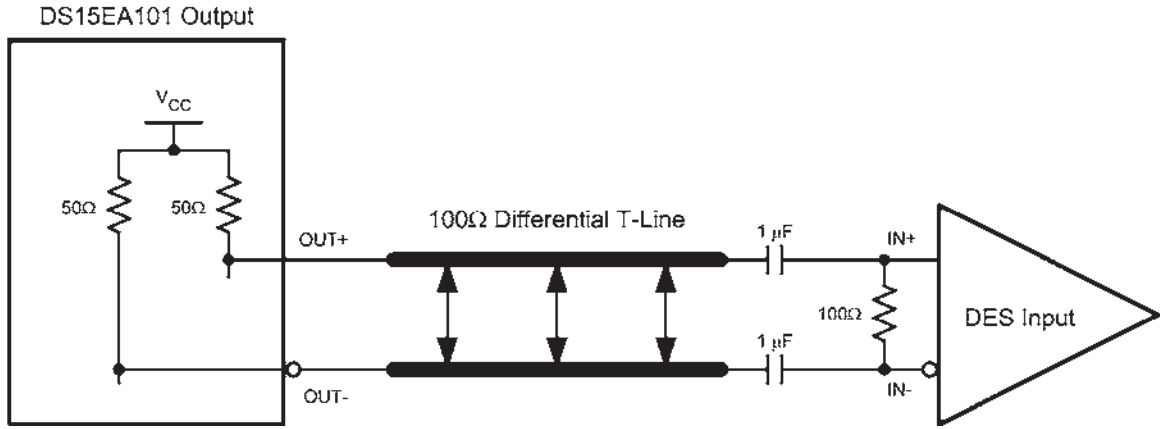 DS15EA101 Output
VCC
50Ω
50Ω
100Ω Differential T-Line
OUT+
1 µF
IN+
100Ω
DES Input
1 µF
OUT-
IN-